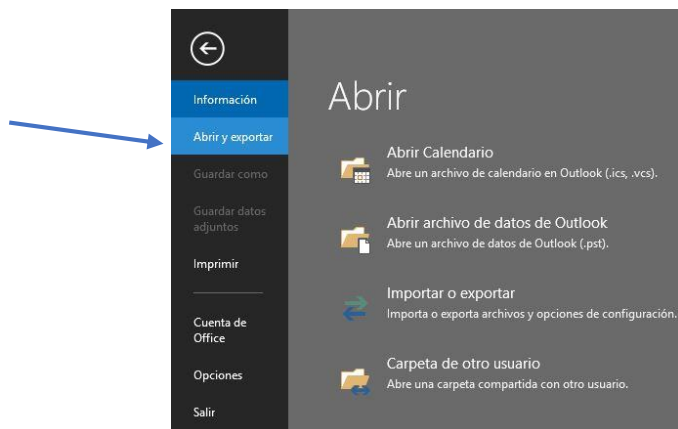 Información
Abrir y exportar
Guardar como
Guardar datos
adjuntos
Imprimir
Cuenta de
Office
Opciones
Salir
Abrir
Abrir Calendario
Abre un archivo de calendario en Outlook (.ics, .vcs).
Abrir archivo de datos de Outlook
Abre un archivo de datos de Outlook (.pst).
Importar o exportar
Importa o exporta archivos y opciones de configuración.
Carpeta de otro usuario
Abre una carpeta compartida con otro usuario.